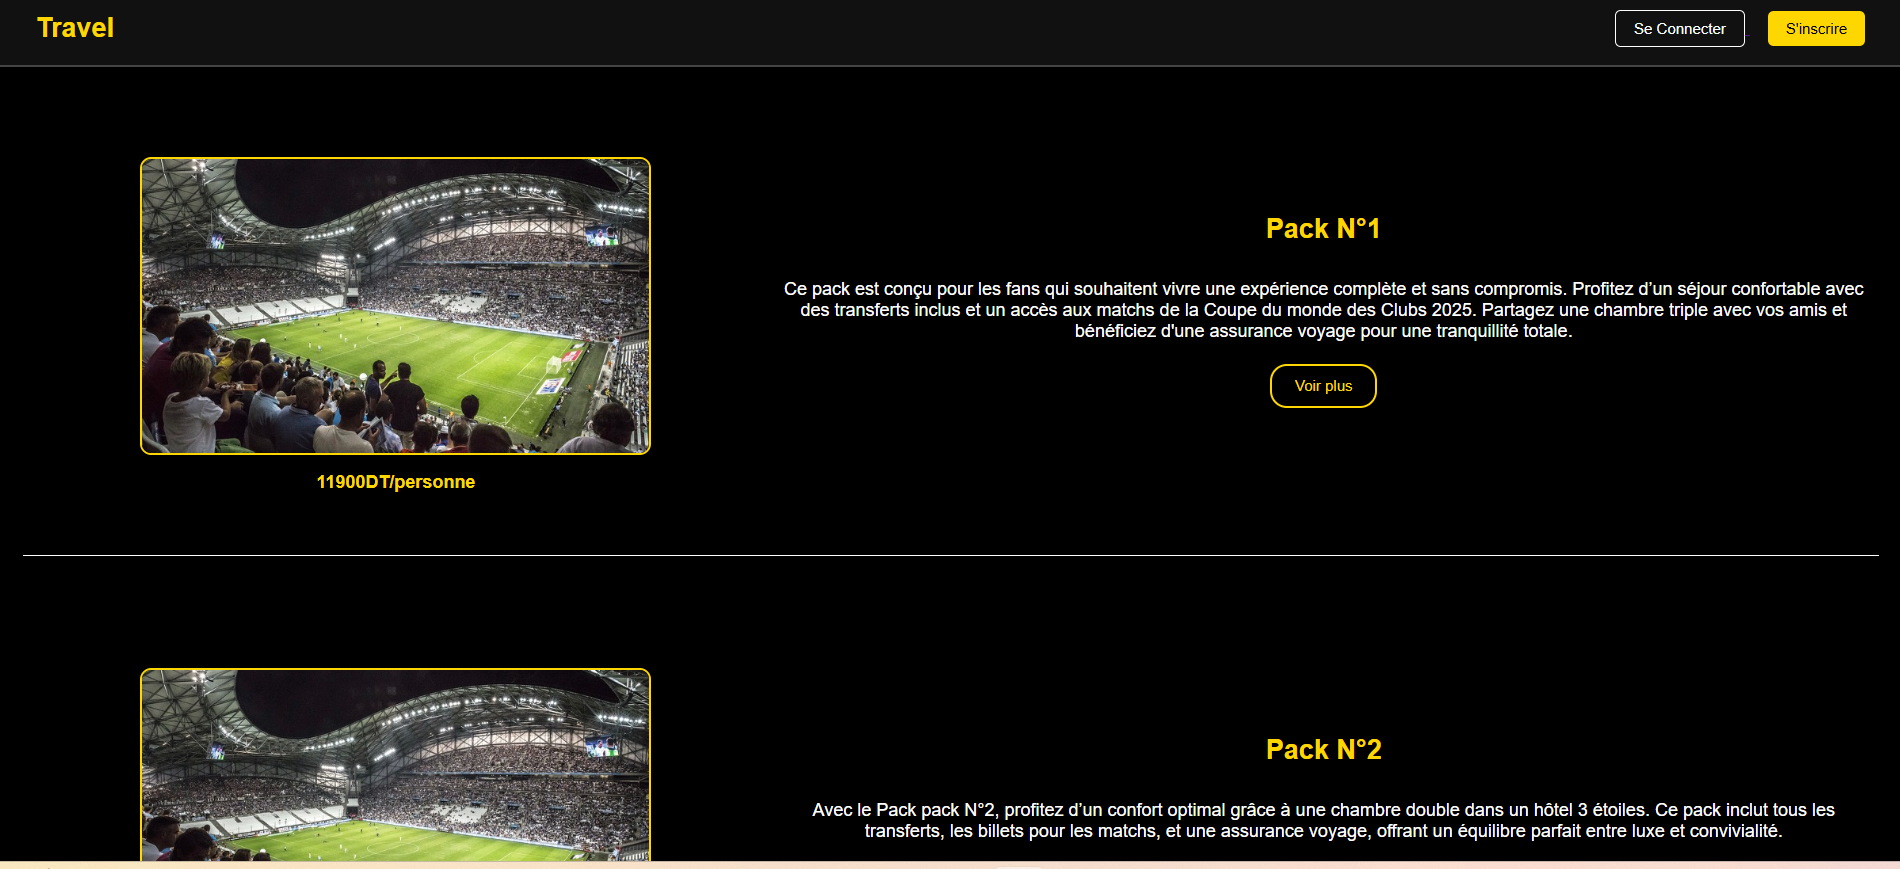 Travel
Se Connecter
S'inscrire
Pack N°1
Ce pack est conçu pour les fans qui souhaitent vivre une expérience complète et sans compromis. Profitez d’un séjour confortable avec
des transferts inclus et un accès aux matchs de la Coupe du monde des Clubs 2025. Partagez une chambre triple avec vos amis et
bénéficiez d'une assurance voyage pour une tranquillité totale.
Voir plus
11900DT/personne
Pack N°2
Avec le Pack pack N°2, profitez d’un confort optimal grâce à une chambre double dans un hôtel 3 étoiles. Ce pack inclut tous les
transferts, les billets pour les matchs, et une assurance voyage, offrant un équilibre parfait entre luxe et convivialité.